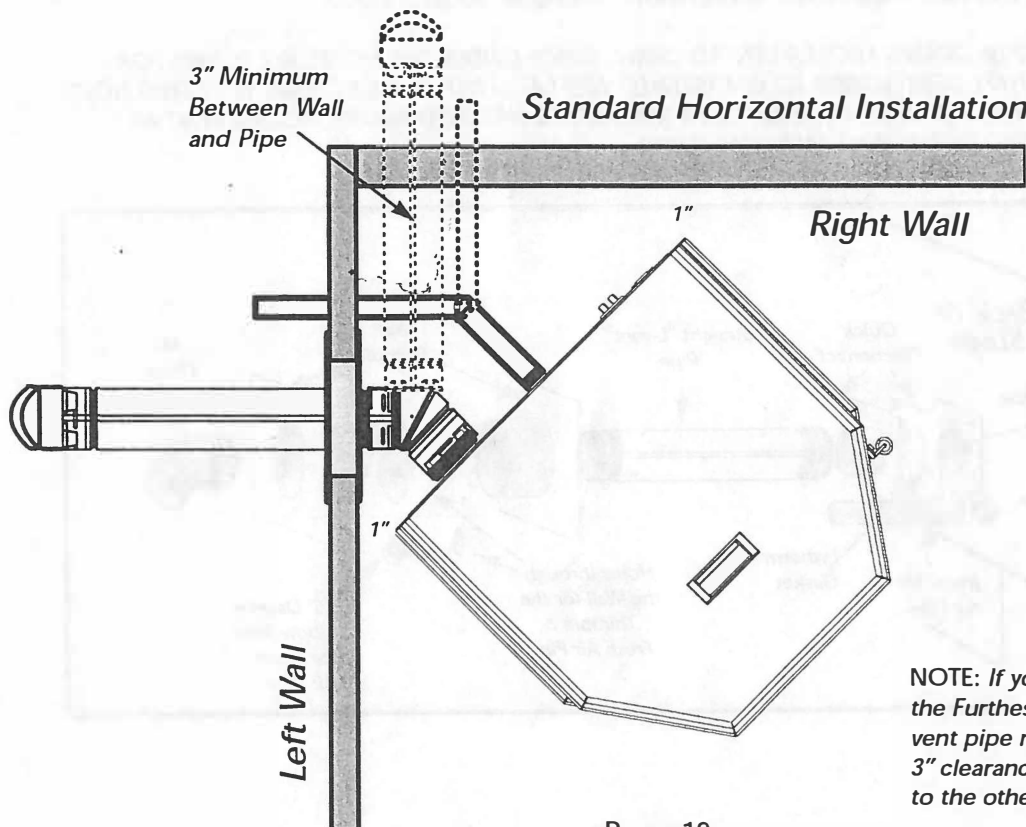 3" Minimum
Between Wall
and Pipe
Standard Horizontal Installation
Right Wall
1"
1"
Left Wall
NOTE: If yo
the Furthes
vent pipe
3" clearanc
to the othe